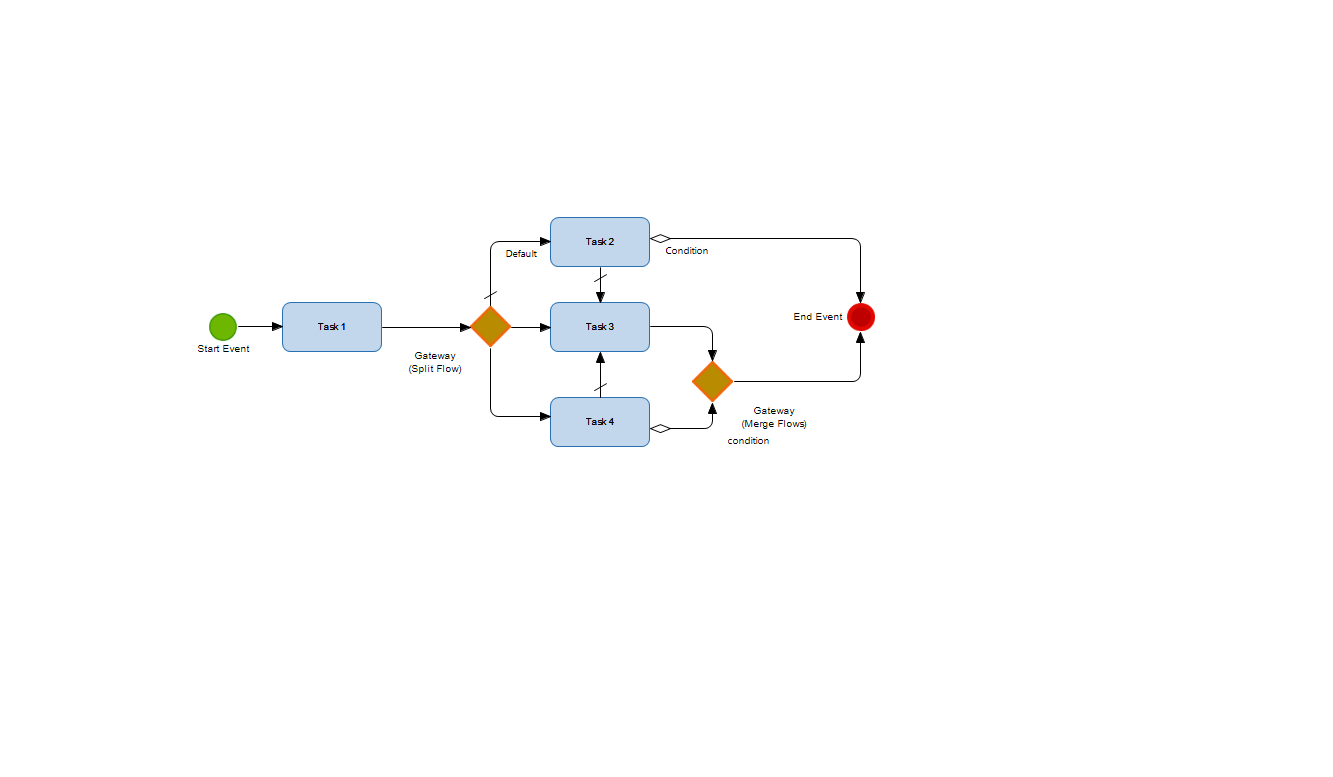 Task 2
Default
Condition
Start Event
Task 1
Gateway
(Split Flow)
Task 3
End Event
Task 4
Gateway
(Merge Flows)
condition